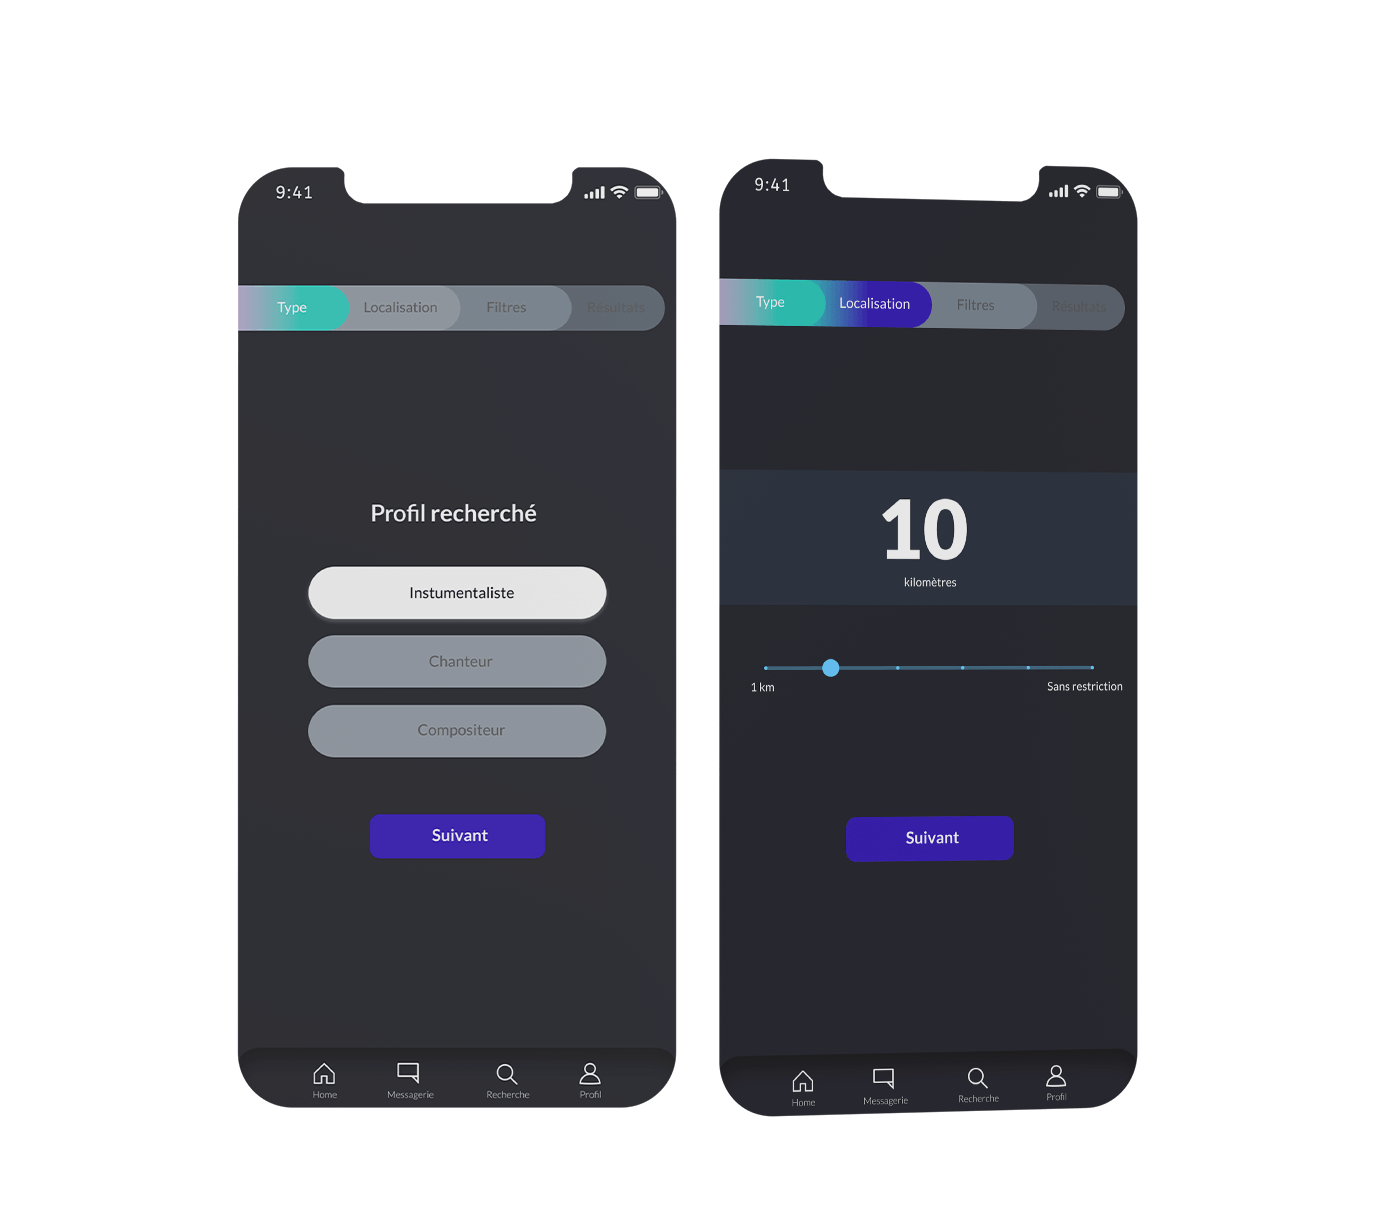 9:41
Type Localisation Filtres Résultats
Profil recherché
Instumentaliste
Chanteur
Compositeur
Suivant
Home Messagerie Recherche Profil
9:41
Type Localisation Filtres Résultats
10
kilomètres
1 km Sans restriction
Suivant
Home Messagerie Recherche Profil